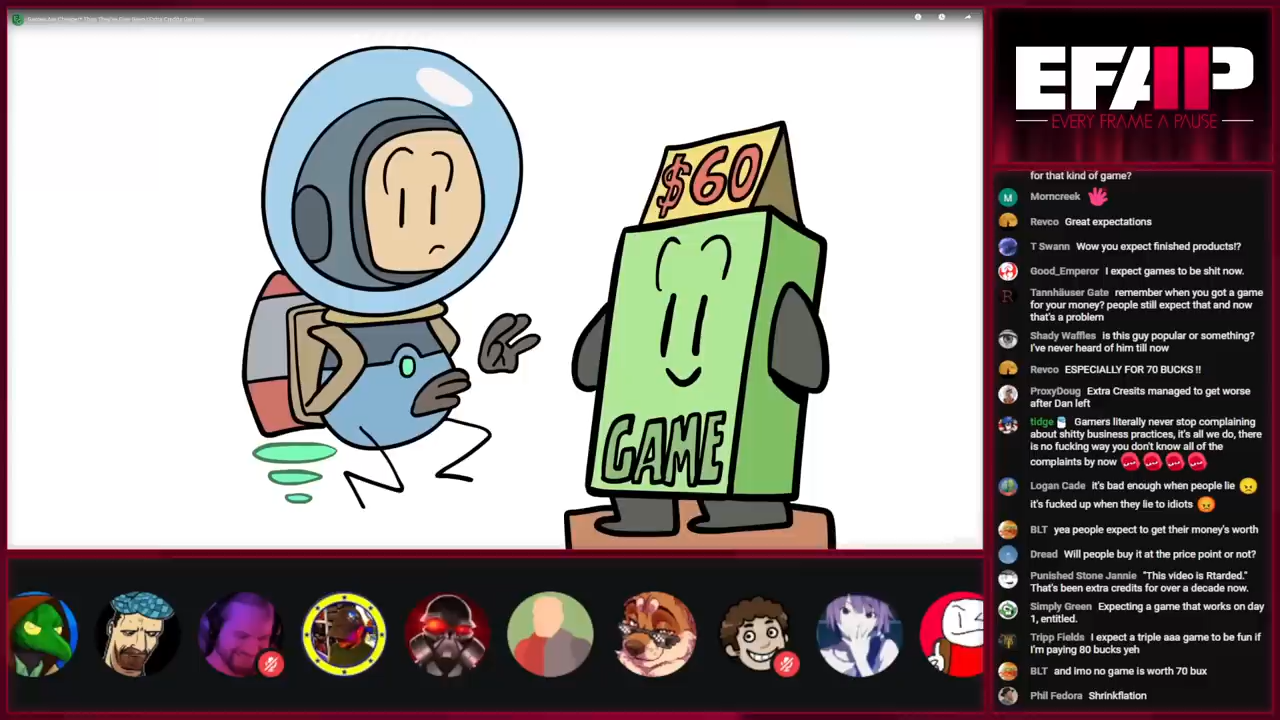 $60
GAME
EFAP
EVERY FRAME A PAUSE
for that kind of game?
Morncreek
Revco Great expectations
T Swann Wow you expect finished products!?
Good_Emperor I expect games to be shit now.
Tannhäuser Gate remember when you got a game
for your money? people still expect that and now
that's a problem
Shady Waffles is this guy popular or something?
I've never heard of him till now
Revco ESPECIALLY FOR 70 BUCKS !!
ProxyDoug Extra Cresits managed to get worse
after Dan left
tidge Gamers literally never stop complaining
about shitty business practices, it's all we do, there
is no fucking way you don't know all of the
complaints by now
Logan Cade it's bad enough when people lie
it's fucked up when they lie to idiots
BLT yea people expect to get their money's worth
Dread Will people buy it at the price point or not?
Punished Stone Jannie "This video is Rtarded."
That's been extra credits for over a decade now.
Simply Green Expecting a game that works on day
1, entitled.
Tripp Fields I expect a triple aaa game to be fun if
I'm paying 80 bucks yeh
BLT and imo no game is worth 70 bux
Phil Fedora Shrinkflation